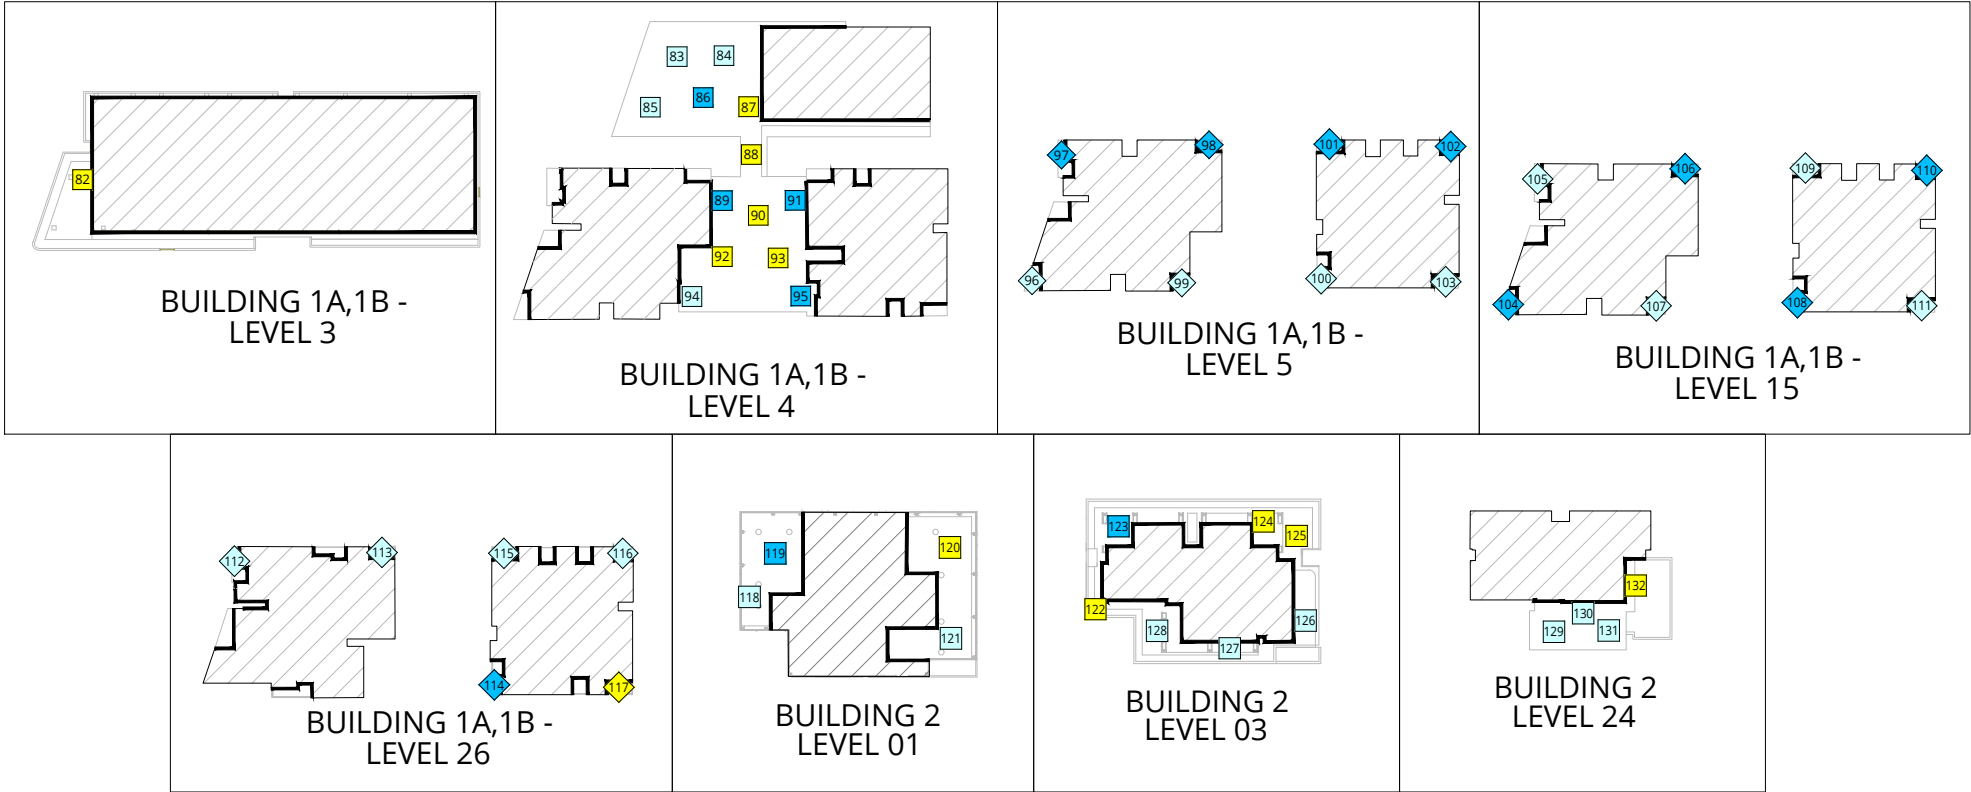 82
BUILDING 1A,1B -
LEVEL 3
83 84
85 86 87
88
89 90 91
92 93
94 95
BUILDING 1A,1B -
LEVEL 4
97 98 101 102
96 99 100 103
BUILDING 1A,1B -
LEVEL 5
105 106 109 110
104 107 108 111
BUILDING 1A,1B -
LEVEL 15
112 113 115 116
114 117
BUILDING 1A,1B -
LEVEL 26
119 120
118
121
BUILDING 2
LEVEL 01
123 124 125
122
128 127 126
BUILDING 2
LEVEL 03
132
129 130 131
BUILDING 2
LEVEL 24